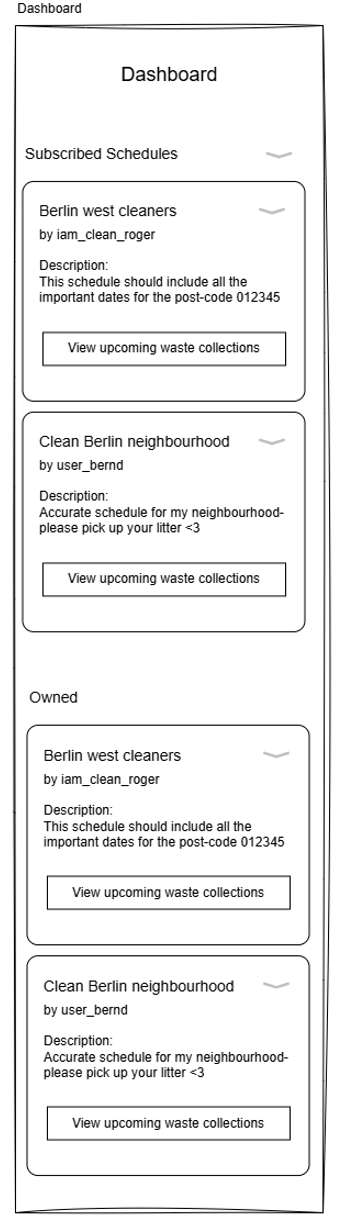 Dashboard
Dashboard
Subscribed Schedules
Berlin west cleaners
by iam_clean_roger
Description:
This schedule should include all the
important dates for the post-code 012345
View upcoming waste collections
Clean Berlin neighbourhood
by user_bernd
Description:
Accurate schedule for my neighbourhood-
please pick up your litter <3
View upcoming waste collections
Owned
Berlin west cleaners
by iam_clean_roger
Description:
This schedule should include all the
important dates for the post-code 012345
View upcoming waste collections
Clean Berlin neighbourhood
by user_bernd
Description:
Accurate schedule for my neighbourhood-
please pick up your litter <3
View upcoming waste collections